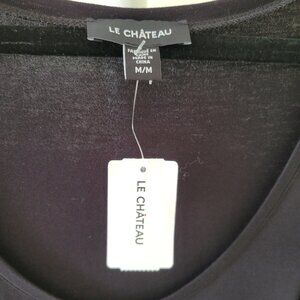 LE CHÂTEAU
FABRIQUÉ EN
CHINE
MADE IN
CHINA
M/M
LE CHÂTEAU